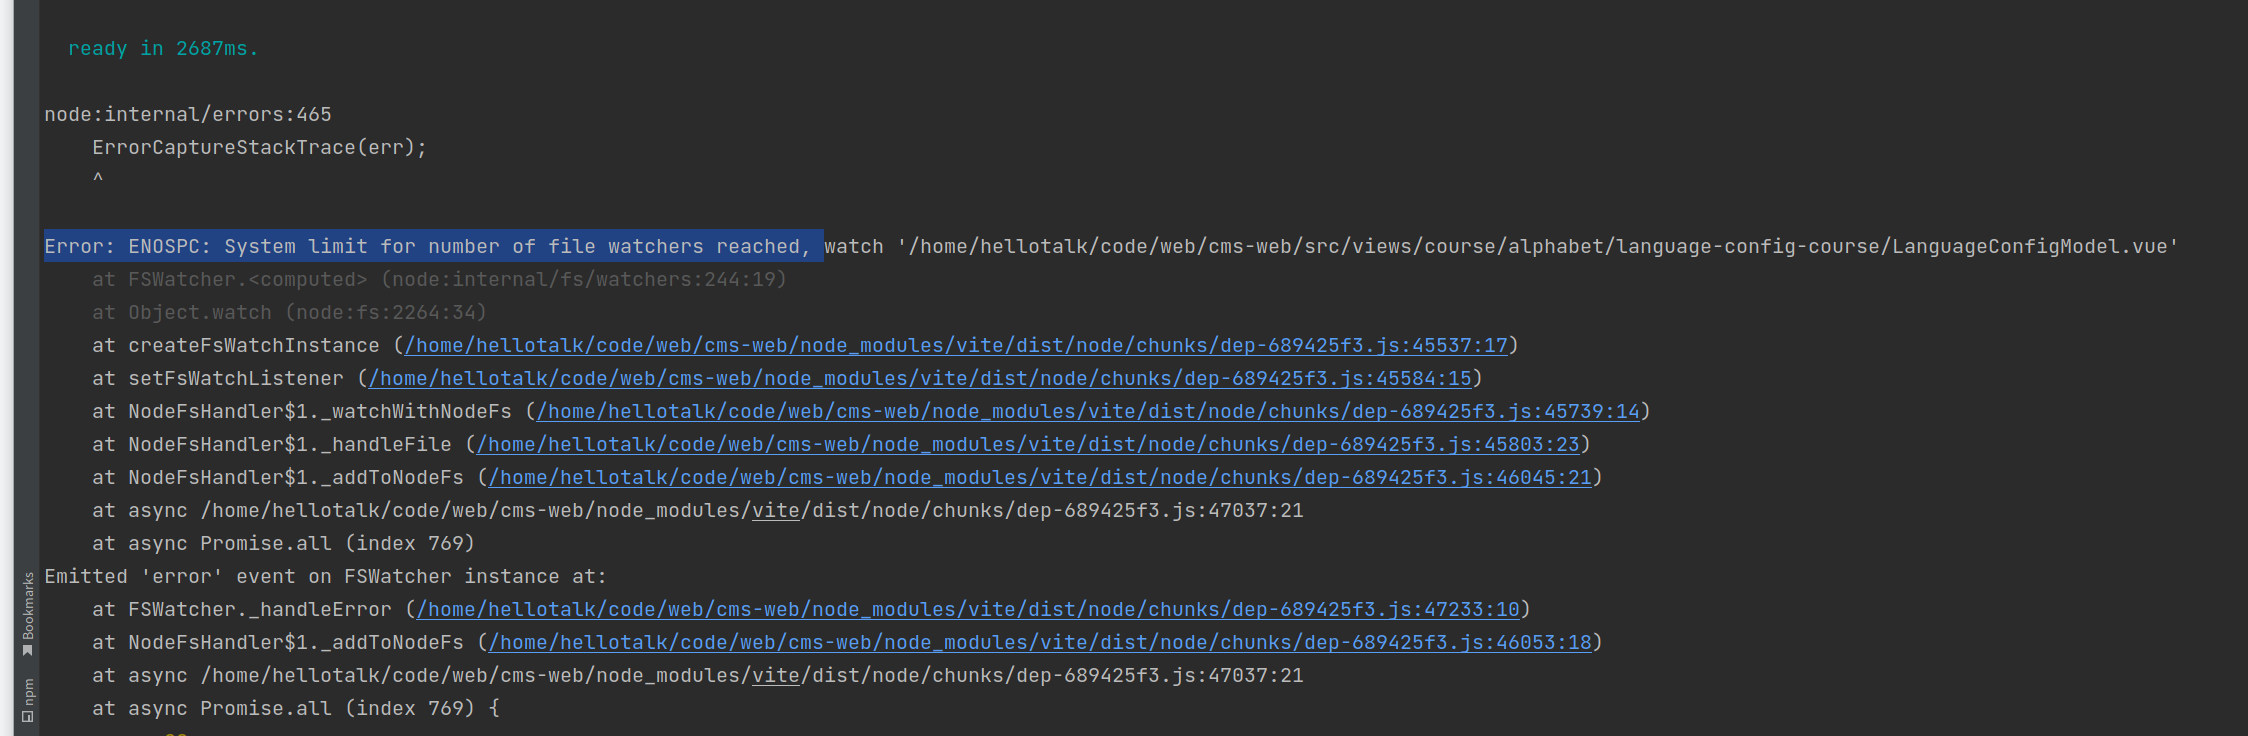 ready in 2687ms.
node:internal/errors:465
ErrorCaptureStackTrace(err);
^
Error: ENOSPC: System limit for number of file watchers reached, watch '/home/hellotalk/code/web/cms-web/src/views/course/alphabet/language-config-course/LanguageConfigModel.vue'
at FSWatcher.<computed> (node:internal/fs/watchers:244:19)
at Object.watch (node:fs:2264:34)
at createFsWatchInstance (/home/hellotalk/code/web/cms-web/node_modules/vite/dist/node/chunks/dep-689425f3.js:45537:17)
at setFsWatchListener (/home/hellotalk/code/web/cms-web/node_modules/vite/dist/node/chunks/dep-689425f3.js:45584:15)
at NodeFsHandler$1._watchWithNodeFs (/home/hellotalk/code/web/cms-web/node_modules/vite/dist/node/chunks/dep-689425f3.js:45739:14)
at NodeFsHandler$1._handleFile (/home/hellotalk/code/web/cms-web/node_modules/vite/dist/node/chunks/dep-689425f3.js:45803:23)
at NodeFsHandler$1._addToNodeFs (/home/hellotalk/code/web/cms-web/node_modules/vite/dist/node/chunks/dep-689425f3.js:46045:21)
at async /home/hellotalk/code/web/cms-web/node_modules/vite/dist/node/chunks/dep-689425f3.js:47037:21
at async Promise.all (index 769)
Emitted 'error' event on FSWatcher instance at:
at FSWatcher._handleError (/home/hellotalk/code/web/cms-web/node_modules/vite/dist/node/chunks/dep-689425f3.js:47233:10)
at NodeFsHandler$1._addToNodeFs (/home/hellotalk/code/web/cms-web/node_modules/vite/dist/node/chunks/dep-689425f3.js:46053:18)
at async /home/hellotalk/code/web/cms-web/node_modules/vite/dist/node/chunks/dep-689425f3.js:47037:21
at async Promise.all (index 769) {
Bookmarks
npm